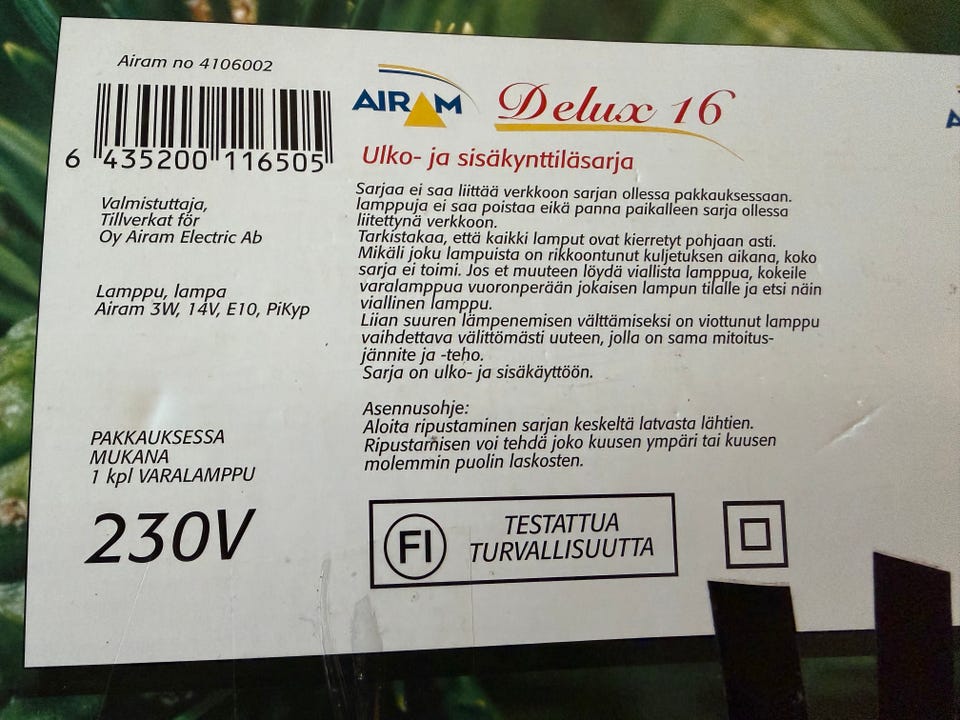 Airam no 4106002
6 435200 116505
Valmistuttaja,
Tillverkat för
Oy Airam Electric Ab
Lamppu, lampa
Airam 3W, 14V, E10, PiKyp
PAKKAUKSESSA
MUKANA
1 kpl VARALAMPPU
230V
AIRAM Delux 16
Ulko- ja sisäkynttiläsarja
Sarjaa ei saa liittää verkkoon sarjan ollessa pakkauksessaan.
lamppuja ei saa poistaa eikä panna paikalleen sarja ollessa
liitettynä verkkoon.
Tarkistakaa, että kaikki lamput ovat kierretyt pohjaan asti.
Mikäli joku lampuista on rikkoontunut kuljetuksen aikana, koko
sarja ei toimi. Jos et muuteen löydä viallista lamppua, kokeile
varalamppua vuoronperään jokaisen lampun tilalle ja etsi näin
viallinen lamppu.
Liian suuren lämpenemisen välttämiseksi on viottunut lamppu
vaihdettava välittömästi uuteen, jolla on sama mitoitus-
jännite ja -teho.
Sarja on ulko- ja sisäkäyttöön.
Asennusohje:
Aloita ripustaminen sarjan keskeltä latvasta lähtien.
Ripustamisen voi tehdä joko kuusen ympäri tai kuusen
molemmin puolin laskosten.
FI
TESTATTUA
TURVALLISUUTTA